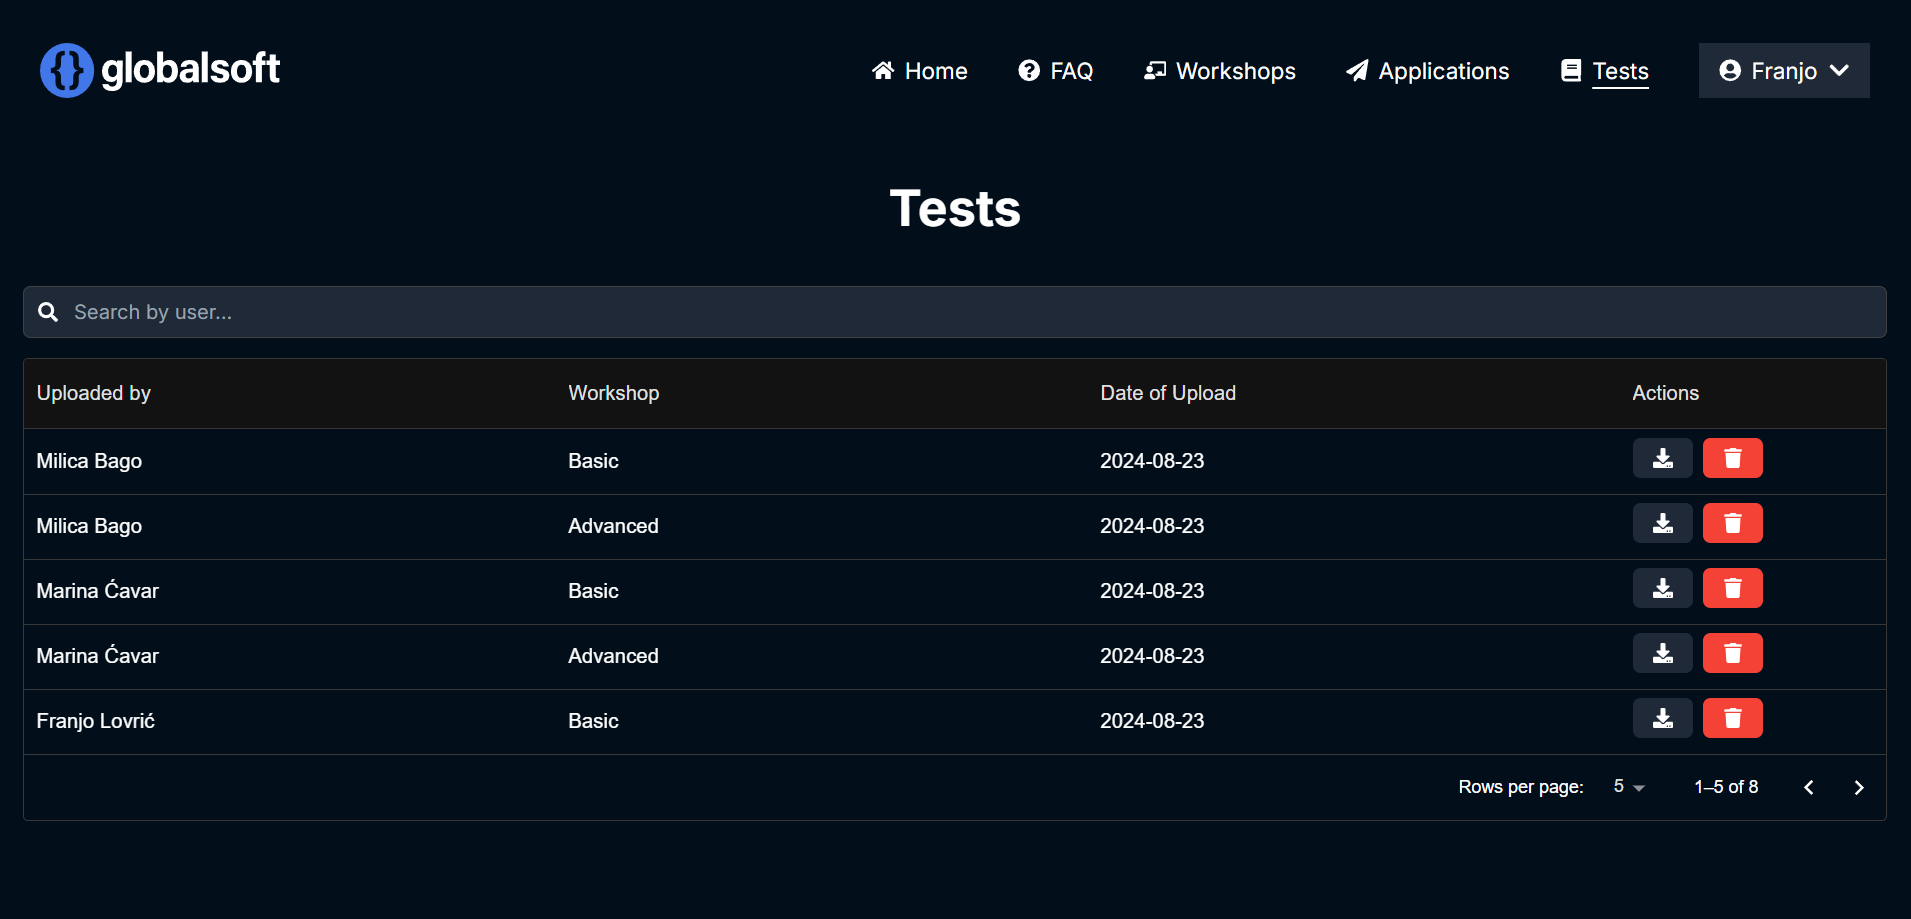 {} globalsoft
Home FAQ Workshops Applications Tests Franjo
Tests
Search by user...
Uploaded by Workshop Date of Upload Actions
Milica Bago Basic 2024-08-23
Milica Bago Advanced 2024-08-23
Marina Ćavar Basic 2024-08-23
Marina Ćavar Advanced 2024-08-23
Franjo Lovrić Basic 2024-08-23
Rows per page: 5 1–5 of 8